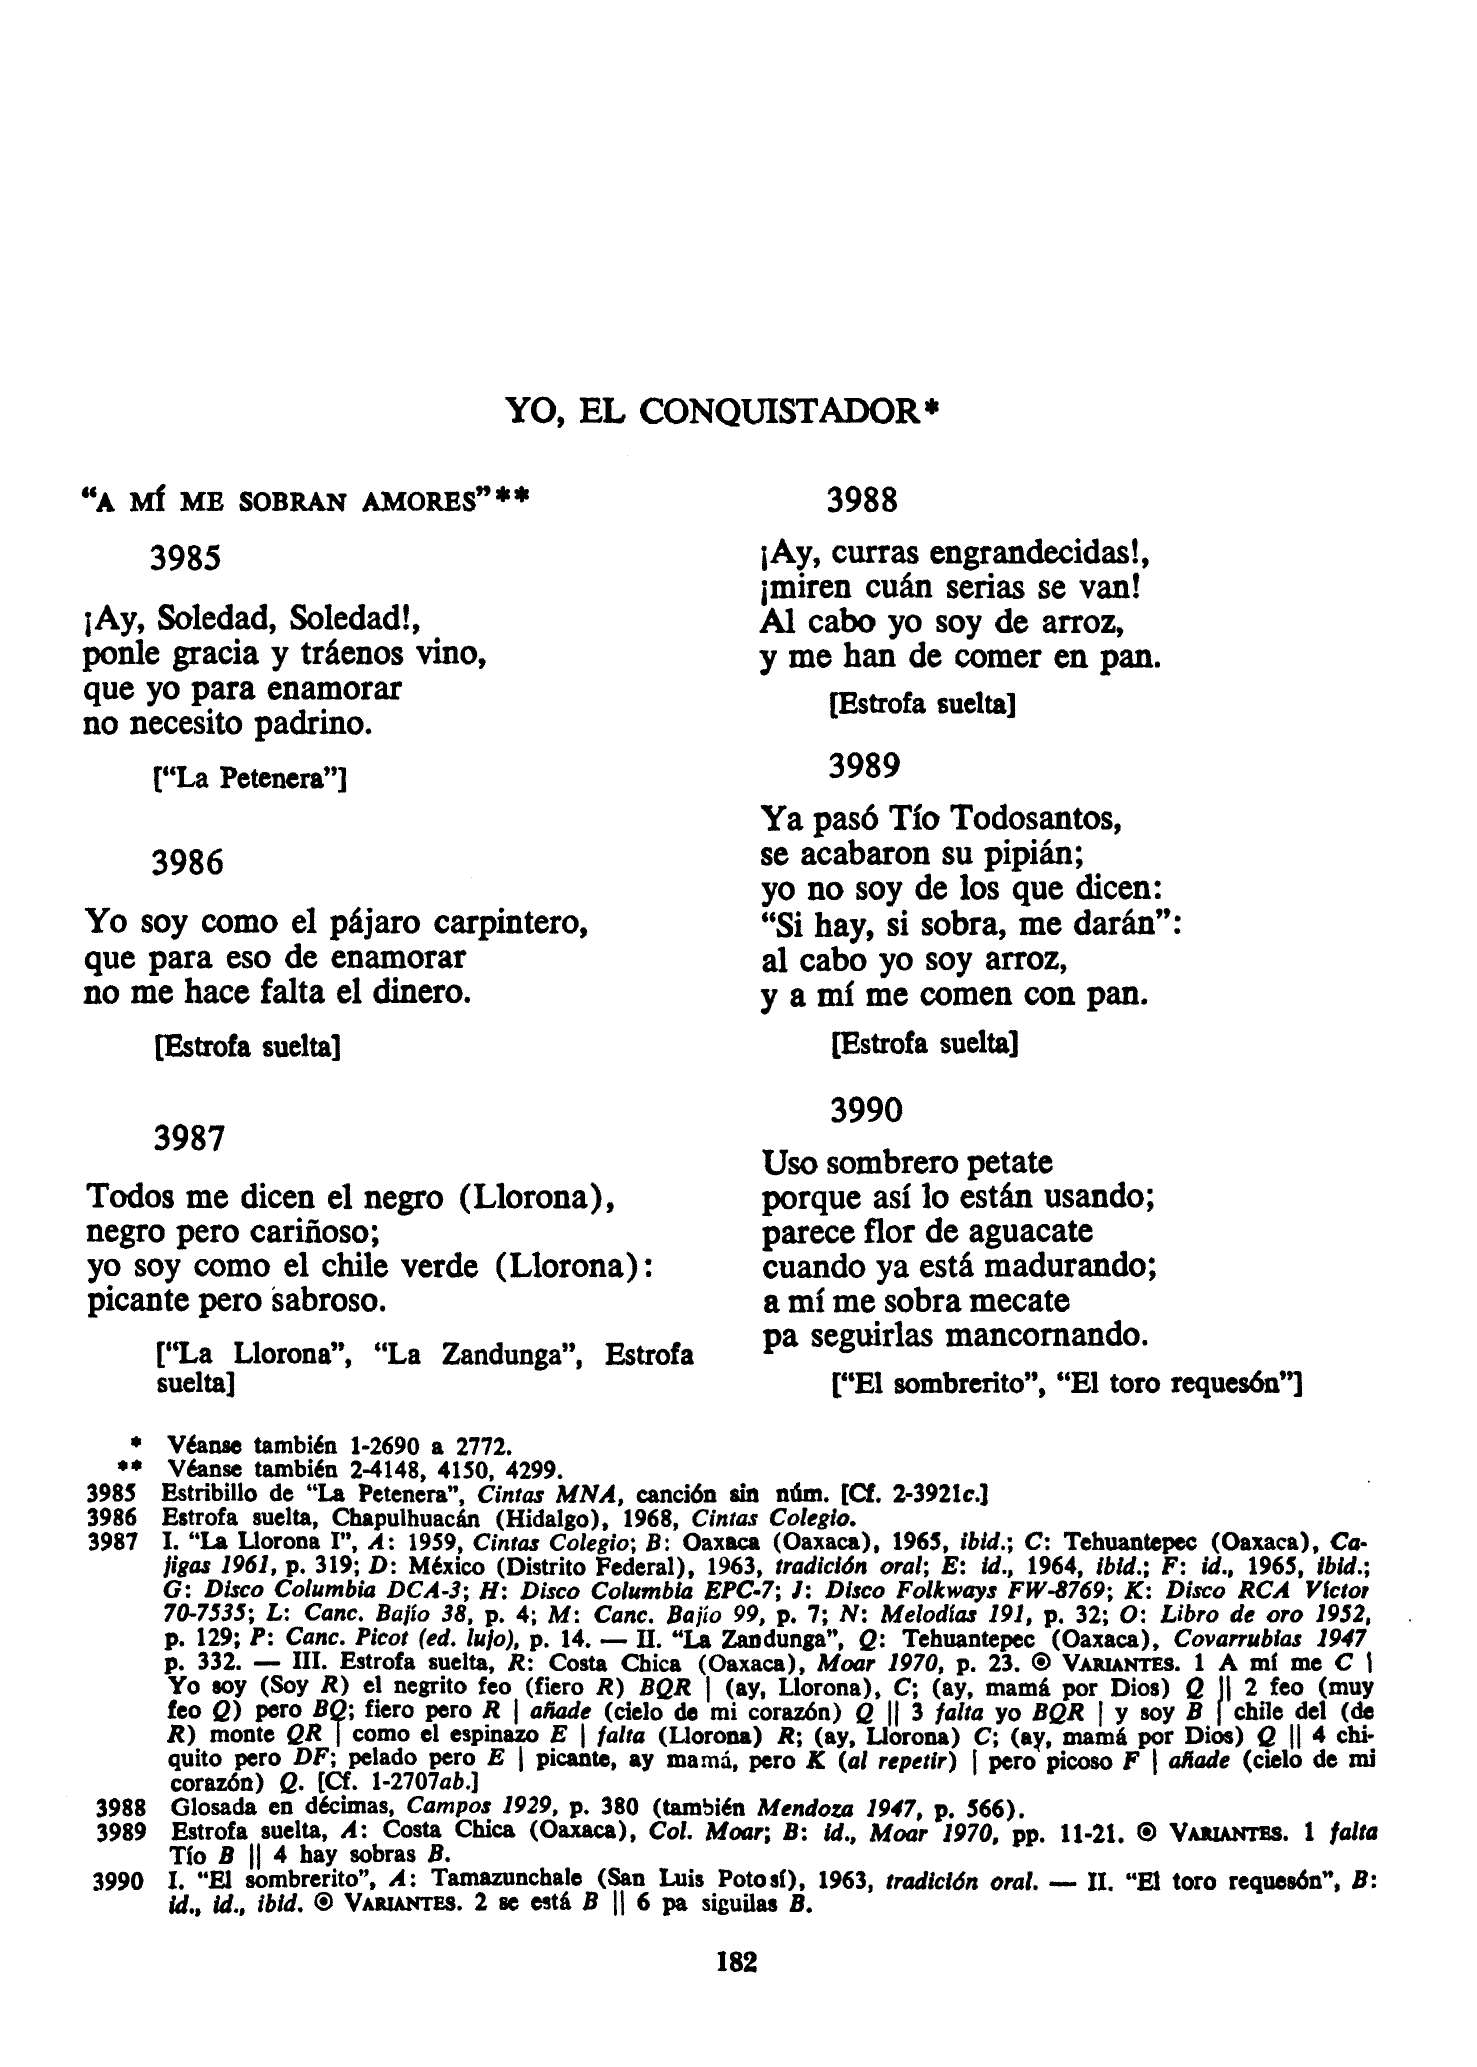 YO, EL CONQUISTADOR*
“A MÍ ME SOBRAN AMORES”**
3985
¡Ay, Soledad, Soledad!,
ponle gracia y tráenos vino,
que yo para enamorar
no necesito padrino.
[“La Petenera”]
3986
Yo soy como el pájaro carpintero,
que para eso de enamorar
no me hace falta el dinero.
[Estrofa suelta]
3987
Todos me dicen el negro (Llorona),
negro pero cariñoso;
yo soy como el chile verde (Llorona):
picante pero sabroso.
[“La Llorona”, “La Zandunga”, Estrofa
suelta]
3988
¡Ay, curras engrandecidas!,
¡miren cuán serias se van!
Al cabo yo soy de arroz,
y me han de comer en pan.
[Estrofa suelta]
3989
Ya pasó Tío Todosantos,
se acabaron su pipián;
yo no soy de los que dicen:
“Si hay, si sobra, me darán”:
al cabo yo soy arroz,
y a mí me comen con pan.
[Estrofa suelta]
3990
Uso sombrero petate
porque así lo están usando;
parece flor de aguacate
cuando ya está madurando;
a mí me sobra mecate
pa seguirlas mancornando.
[“El sombrerito”, “El toro requesón”]
* Véanse también 1-2690 a 2772.
** Véanse también 2-4148, 4150, 4299.
3985 Estribillo de “La Petenera”, Cintas MNA, canción sin núm. [Cf. 2-3921c.]
3986 Estrofa suelta, Chapulhuacán (Hidalgo), 1968, Cintas Colegio.
3987 I. “La Llorona I”, A: 1959, Cintas Colegio; B: Oaxaca (Oaxaca), 1965, ibid.; C: Tehuantepec (Oaxaca), Ca-
jigas 1961, p. 319; D: México (Distrito Federal), 1963, tradición oral; E: id., 1964, ibid.; F: id., 1965, ibid.;
G: Disco Columbia DCA-3; H: Disco Columbia EPC-7; J: Disco Folkways FW-8769; K: Disco RCA Víctor
70-7535; L: Canc. Bajío 38, p. 4; M: Canc. Bajío 99, p. 7; N: Melodías 191, p. 32; O: Libro de oro 1952,
p. 129; P: Canc. Picot (ed. lujo), p. 14. — II. “La Zandunga”, Q: Tehuantepec (Oaxaca), Covarrubias 1947
p. 332. — III. Estrofa suelta, R: Costa Chica (Oaxaca), Moar 1970, p. 23. ⊙ VARIANTES. 1 A mí me C |
Yo soy (Soy R) el negrito feo (fiero R) BQR | (ay, Llorona), C; (ay, mamá por Dios) Q || 2 feo (muy
feo Q) pero BQ; fiero pero R | añade (cielo de mi corazón) Q || 3 falta yo BQR | y soy B | chile del (de
R) monte QR | como el espinazo E | falta (Llorona) R; (ay, Llorona) C; (ay, mamá por Dios) Q || 4 chi-
quito pero DF; pelado pero E | picante, ay mamá, pero K (al repetir) | pero picoso F | añade (cielo de mi
corazón) Q. [Cf. 1-2707ab.]
3988 Glosada en décimas, Campos 1929, p. 380 (también Mendoza 1947, p. 566).
3989 Estrofa suelta, A: Costa Chica (Oaxaca), Col. Moar; B: id., Moar 1970, pp. 11-21. ⊙ VARIANTES. 1 falta
Tío B || 4 hay sobras B.
3990 I. “El sombrerito”, A: Tamazunchale (San Luis Potosí), 1963, tradición oral. — II. “El toro requesón”, B:
id., id., ibid. ⊙ VARIANTES. 2 se está B || 6 pa siguilas B.
182